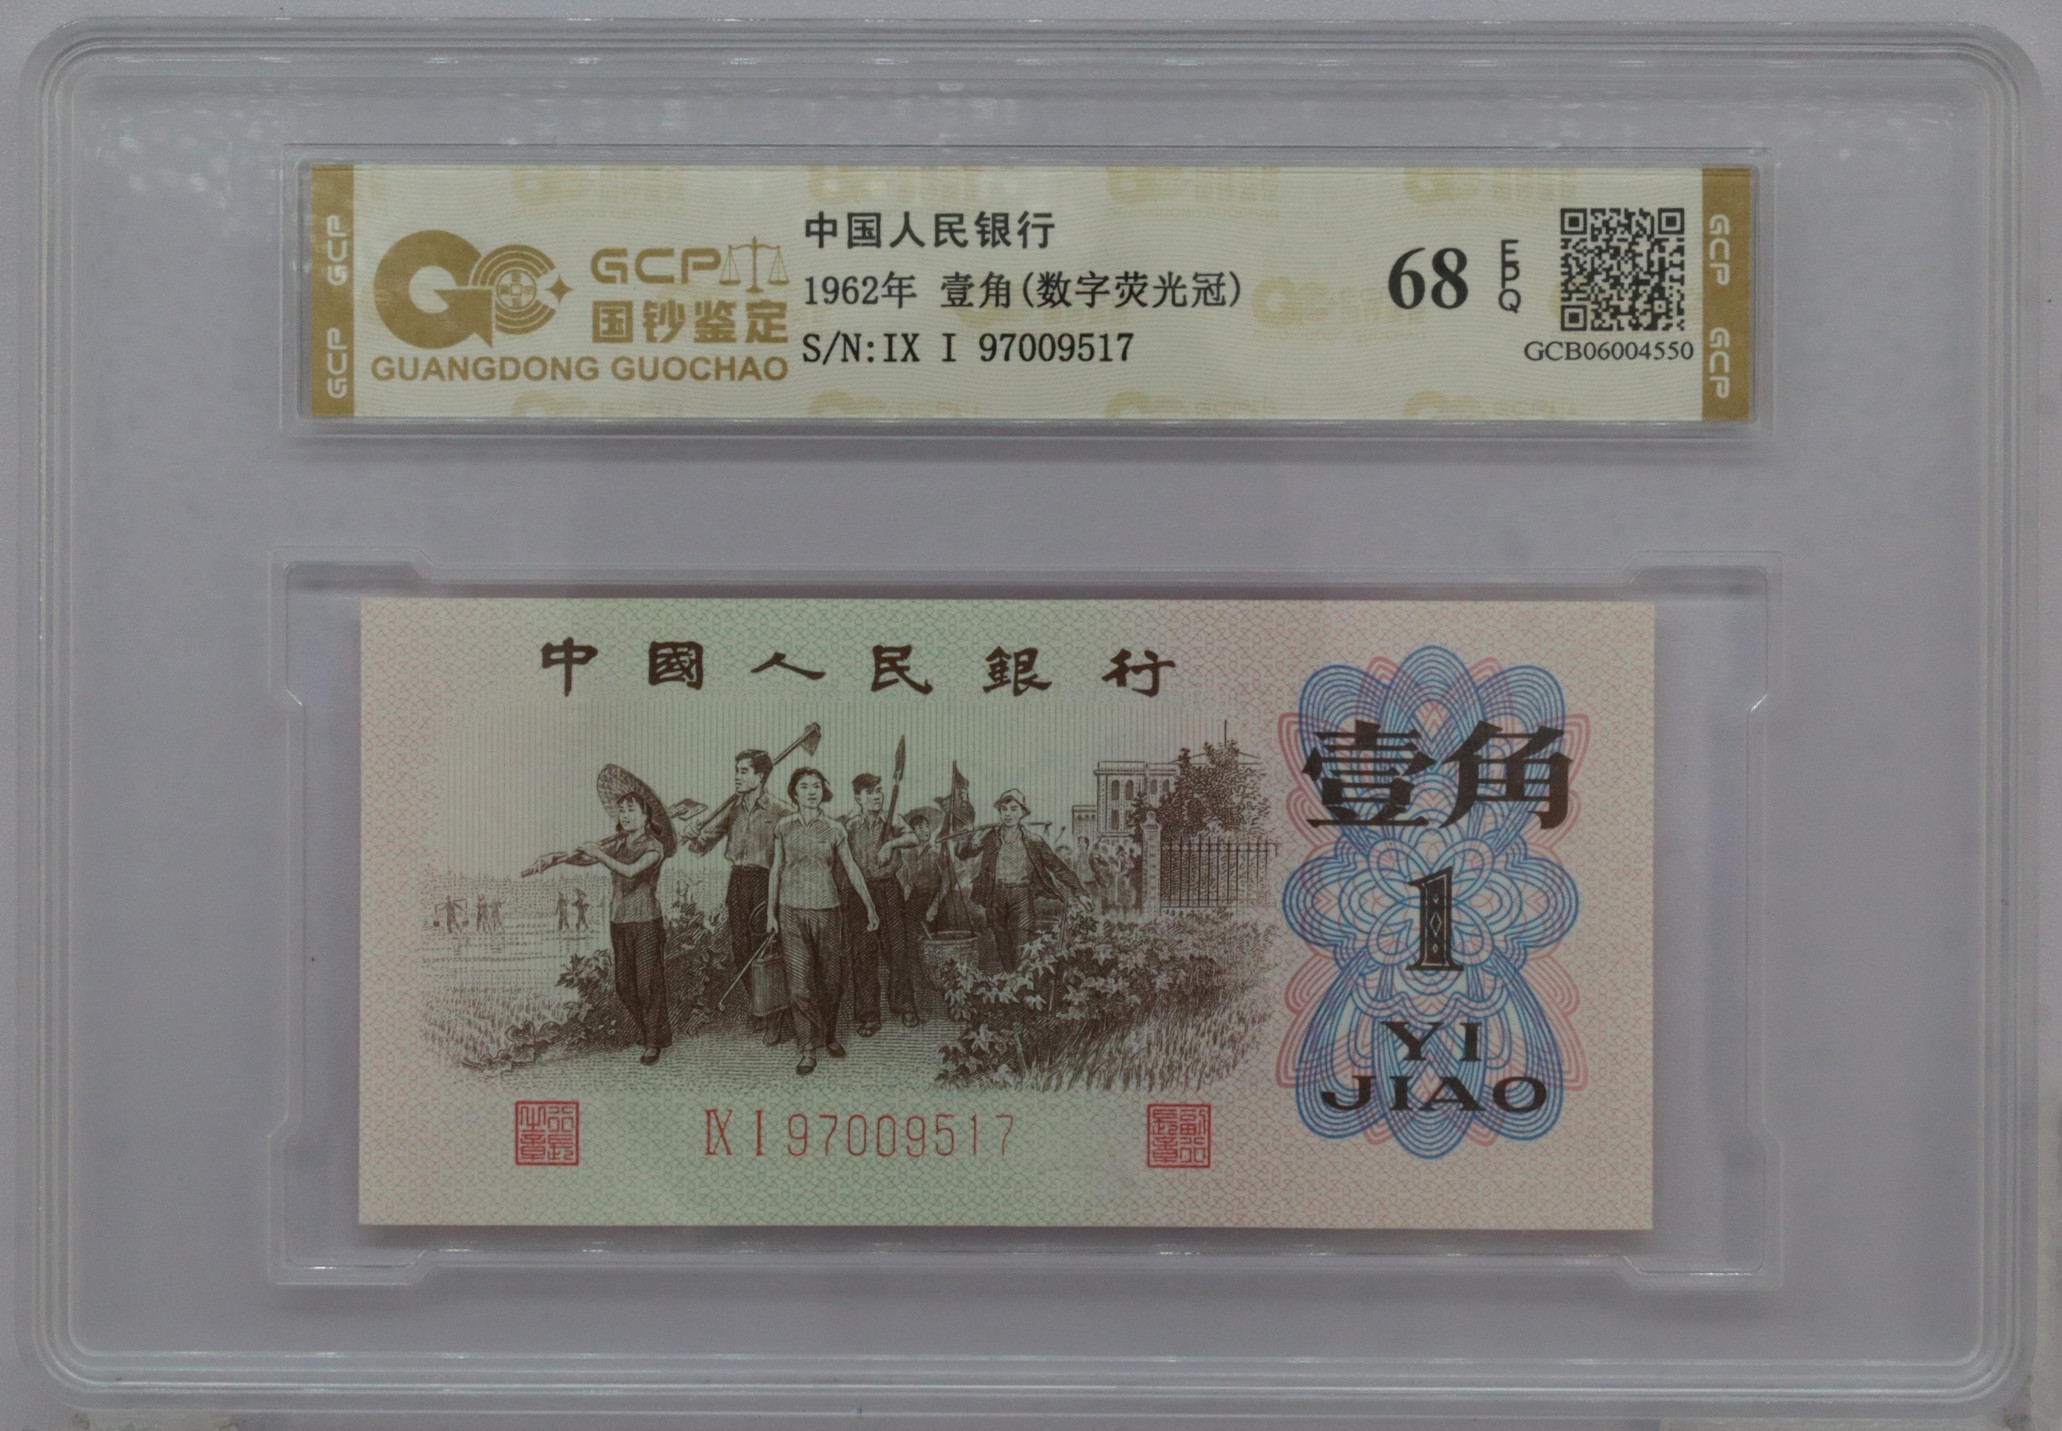 GCP
GCP
GCP
国钞鉴定
GUANGDONG GUOCHAO
中国人民银行
1962年 壹角(数字荧光冠)
S/N:IX I 97009517
68 EPQ
GCB06004550
GCP
GCP
中國人民銀行
壹角
1
YI
JIAO
IX I 97009517